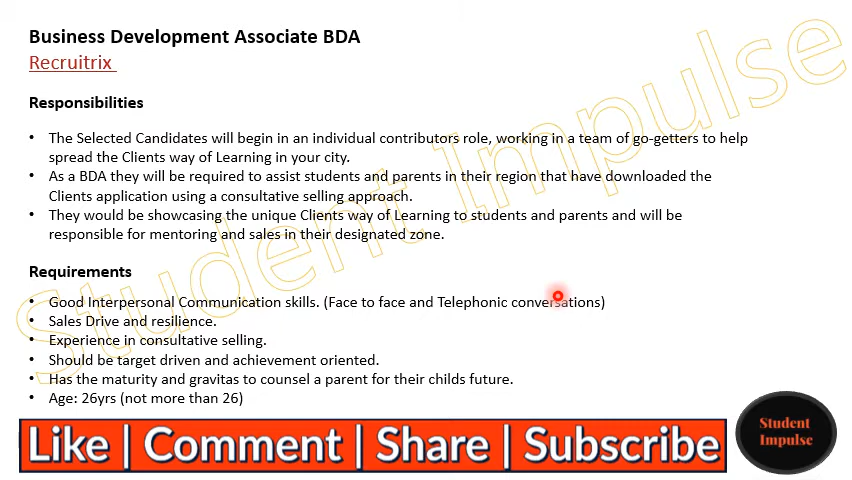 Business Development Associate BDA
Recruitrix
Responsibilities
• The Selected Candidates will begin in an individual contributors role, working in a team of go-getters to help
spread the Clients way of Learning in your city.
• As a BDA they will be required to assist students and parents in their region that have downloaded the
Clients application using a consultative selling approach.
• They would be showcasing the unique Clients way of Learning to students and parents and will be
responsible for mentoring and sales in their designated zone.
Requirements
• Good Interpersonal Communication skills. (Face to face and Telephonic conversations)
• Sales Drive and resilience.
• Experience in consultative selling.
• Should be target driven and achievement oriented.
• Has the maturity and gravitas to counsel a parent for their childs future.
• Age: 26yrs (not more than 26)
Student Impulse
Like | Comment | Share | Subscribe
Student
Impulse